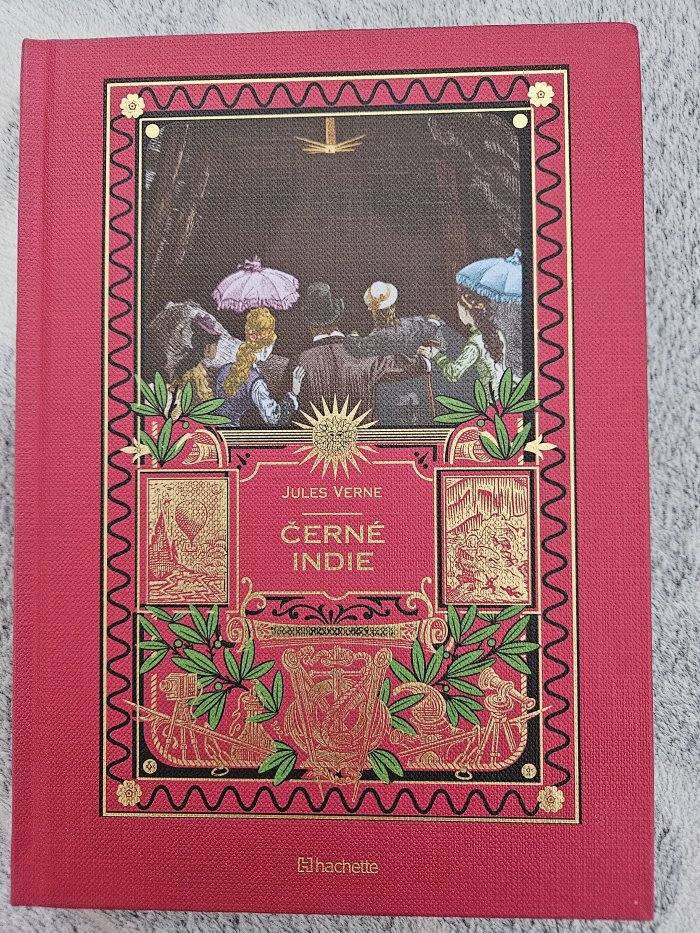 JULES VERNE
ČERNÉ
INDIE
hachette